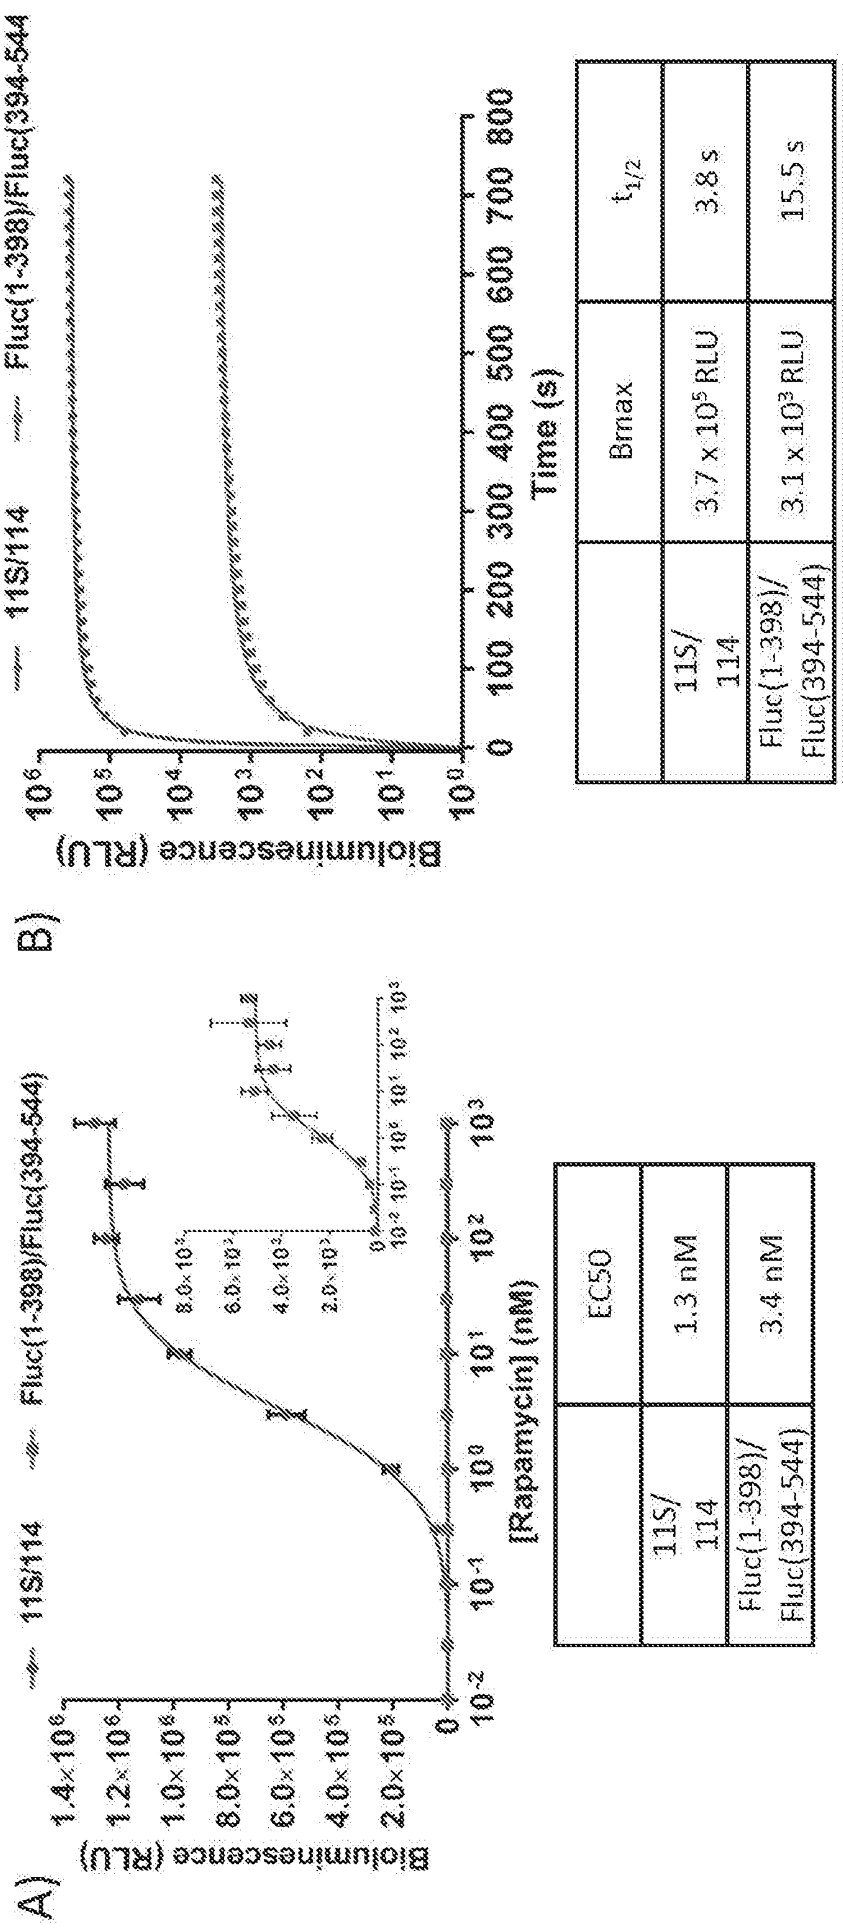 A)
11S/114 Fluc(1-398)/Fluc(394-544)
Bioluminescence (RLU)
1.4×10⁶
1.2×10⁶
1.0×10⁶
8.0×10⁵
6.0×10⁵
4.0×10⁵
2.0×10⁵
0
10⁻² 10⁻¹ 10⁰ 10¹ 10² 10³
[Rapamycin] (nM)
8.0×10³
6.0×10³
4.0×10³
2.0×10³
0
10⁻² 10⁻¹ 10⁰ 10¹ 10² 10³
EC50
11S/
114
1.3 nM
Fluc(1-398)/
Fluc(394-544)
3.4 nM
B)
11S/114 Fluc(1-398)/Fluc(394-544
Bioluminescence (RLU)
10⁶
10⁵
10⁴
10³
10²
10¹
10⁰
0 100 200 300 400 500 600 700 800
Time (s)
Bmax t₁/₂
11S/
114
3.7 x 10⁵ RLU 3.8 s
Fluc(1-398)/
Fluc(394-544)
3.1 x 10³ RLU 15.5 s